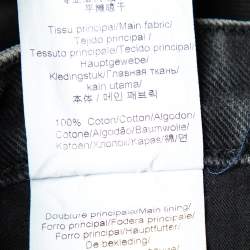 Tissu principal/Main fabric/
Tejido principal /
Tessuto principale/Tecido
principal/Hauptgewebe/
Kledingstuk/Главная ткань/
kain utama/
本体 / 메인 패브릭
100% Coton/Cotton/Algodon/
Cotone/Algodão/Baumwolle/
Katoen/Хлопок/Kapas/綿/면
Doublure principale/Main lining/
Forro principal/Fodera principale/
Forro principal/Hauptfutter/
De bekleding/